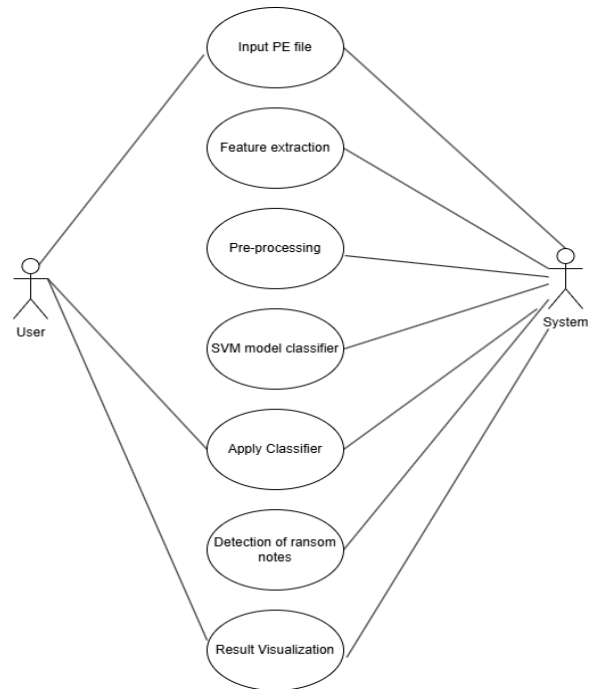 Input PE file
Feature extraction
Pre-processing
User
System
SVM model classifier
Apply Classifier
Detection of ransom
notes
Result Visualization